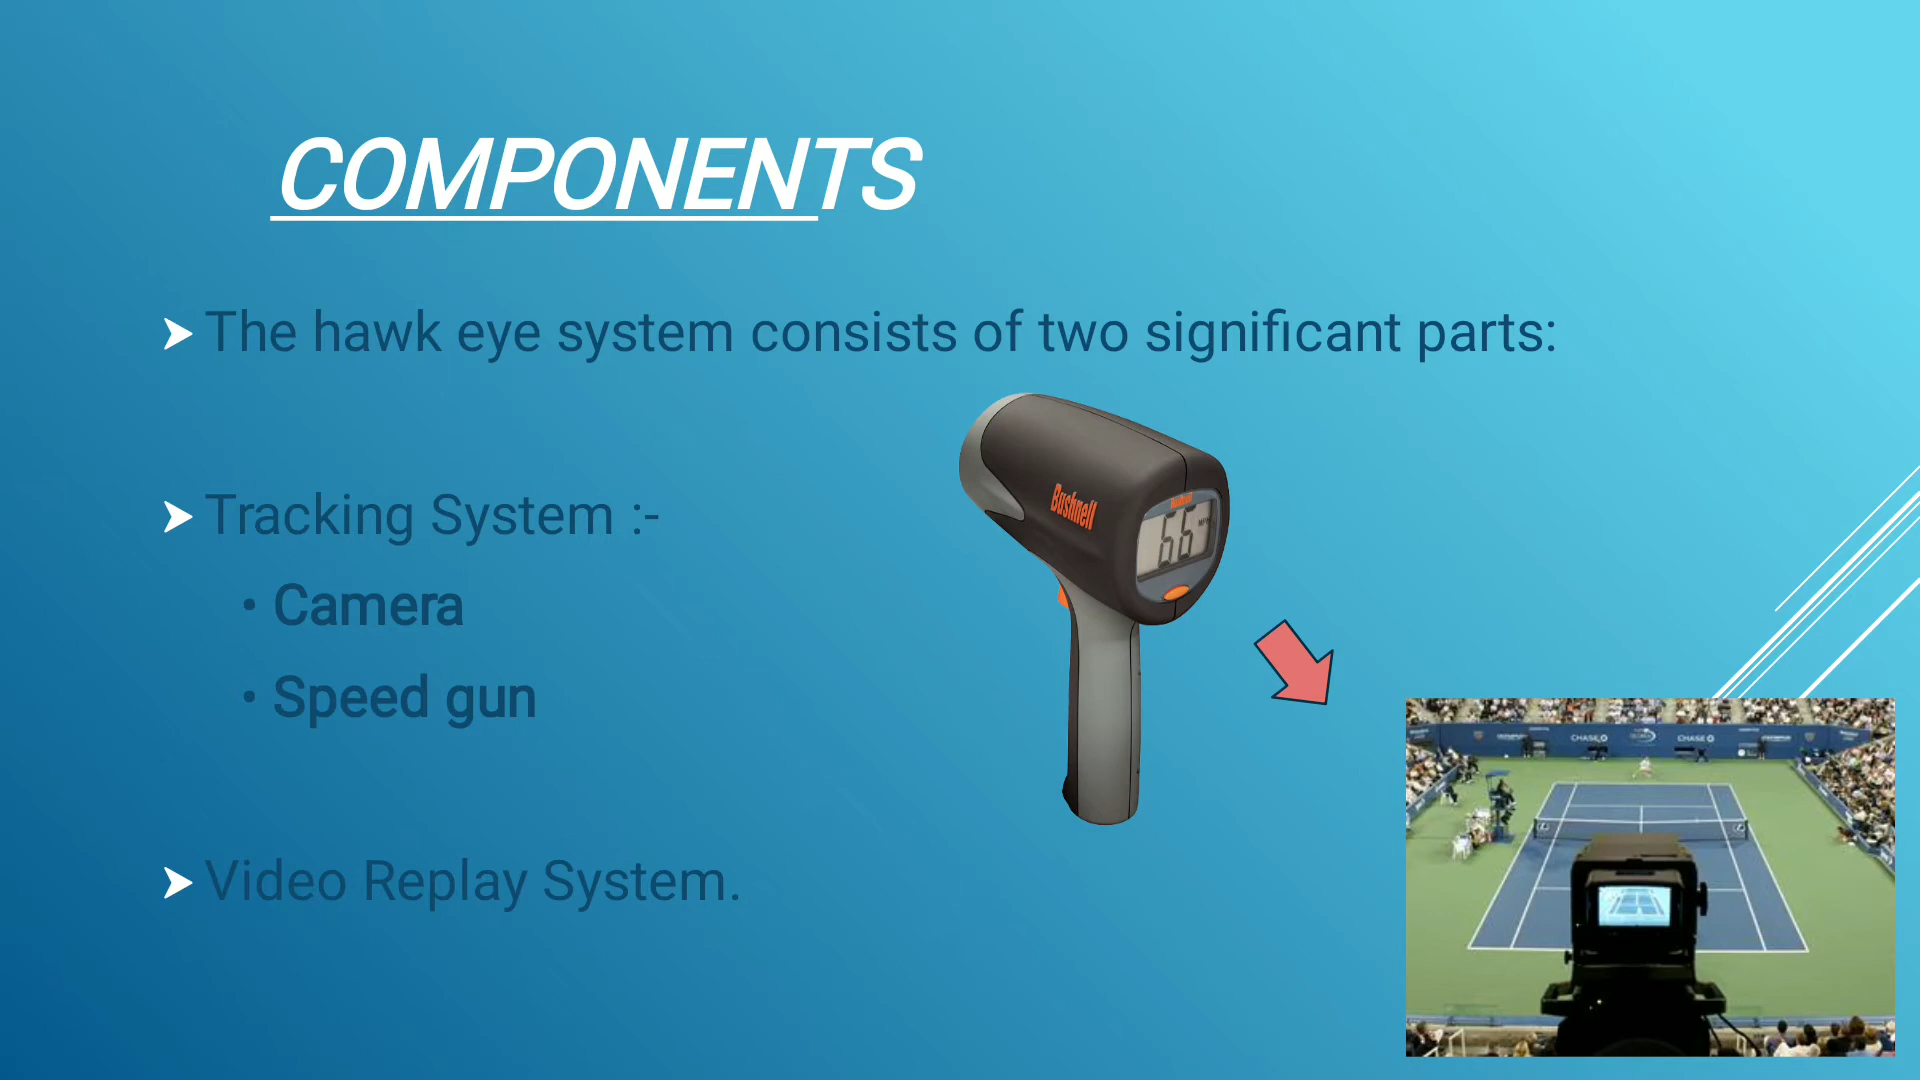 COMPONENTS
The hawk eye system consists of two significant parts:
Tracking System :-
• Camera
• Speed gun
Video Replay System.
Bushnell
66
MPH
CHASE
CHASE